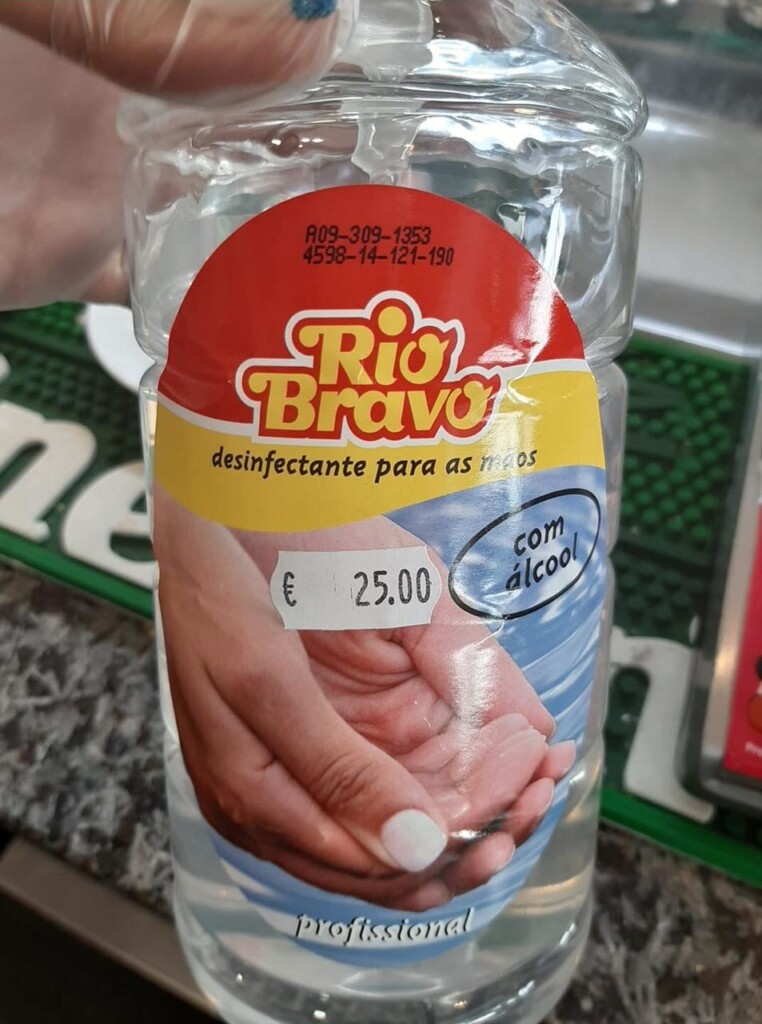 A09-309-1353
4598-14-121-190
Rio
Bravo
desinfectante para as mãos
com
álcool
€ 25.00
profissional